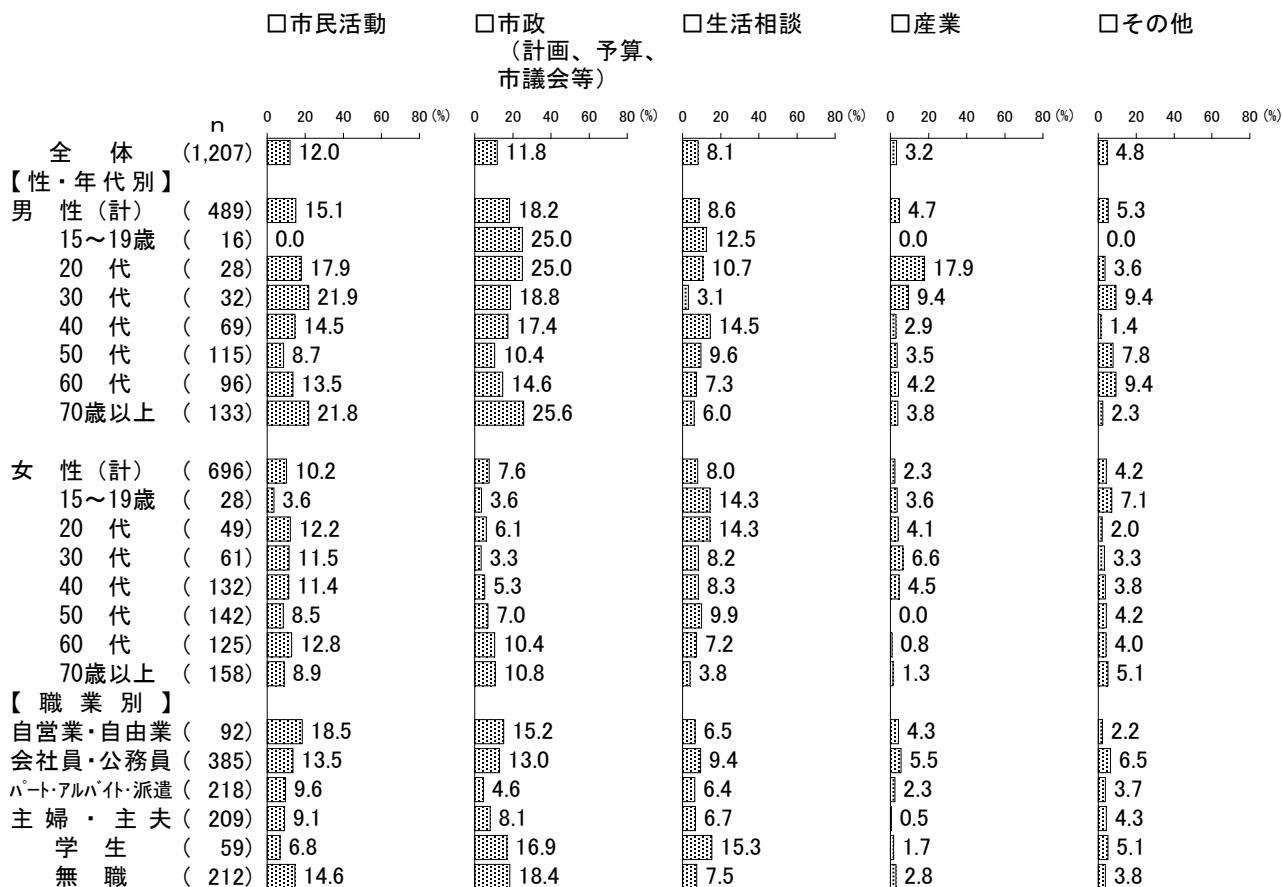 □市民活動 □市政 □生活相談 □産業 □その他
（計画、予算、
市議会等）
0 20 40 60 80 (%) 0 20 40 60 80 (%) 0 20 40 60 80 (%) 0 20 40 60 80 (%) 0 20 40 60 80 (%)
n
全 体 (1,207) 12.0 11.8 8.1 3.2 4.8
【性・年代別】
男 性（計） ( 489) 15.1 18.2 8.6 4.7 5.3
15～19歳 ( 16) 0.0 25.0 12.5 0.0 0.0
20 代 ( 28) 17.9 25.0 10.7 17.9 3.6
30 代 ( 32) 21.9 18.8 3.1 9.4 9.4
40 代 ( 69) 14.5 17.4 14.5 2.9 1.4
50 代 ( 115) 8.7 10.4 9.6 3.5 7.8
60 代 ( 96) 13.5 14.6 7.3 4.2 9.4
70歳以上 ( 133) 21.8 25.6 6.0 3.8 2.3
女 性（計） ( 696) 10.2 7.6 8.0 2.3 4.2
15～19歳 ( 28) 3.6 3.6 14.3 3.6 7.1
20 代 ( 49) 12.2 6.1 14.3 4.1 2.0
30 代 ( 61) 11.5 3.3 8.2 6.6 3.3
40 代 ( 132) 11.4 5.3 8.3 4.5 3.8
50 代 ( 142) 8.5 7.0 9.9 0.0 4.2
60 代 ( 125) 12.8 10.4 7.2 0.8 4.0
70歳以上 ( 158) 8.9 10.8 3.8 1.3 5.1
【 職 業 別 】
自営業・自由業 ( 92) 18.5 15.2 6.5 4.3 2.2
会社員・公務員 ( 385) 13.5 13.0 9.4 5.5 6.5
ﾊﾟｰﾄ・ｱﾙﾊﾞｲﾄ・派遣 ( 218) 9.6 4.6 6.4 2.3 3.7
主 婦 ・ 主 夫 ( 209) 9.1 8.1 6.7 0.5 4.3
学 生 ( 59) 6.8 16.9 15.3 1.7 5.1
無 職 ( 212) 14.6 18.4 7.5 2.8 3.8